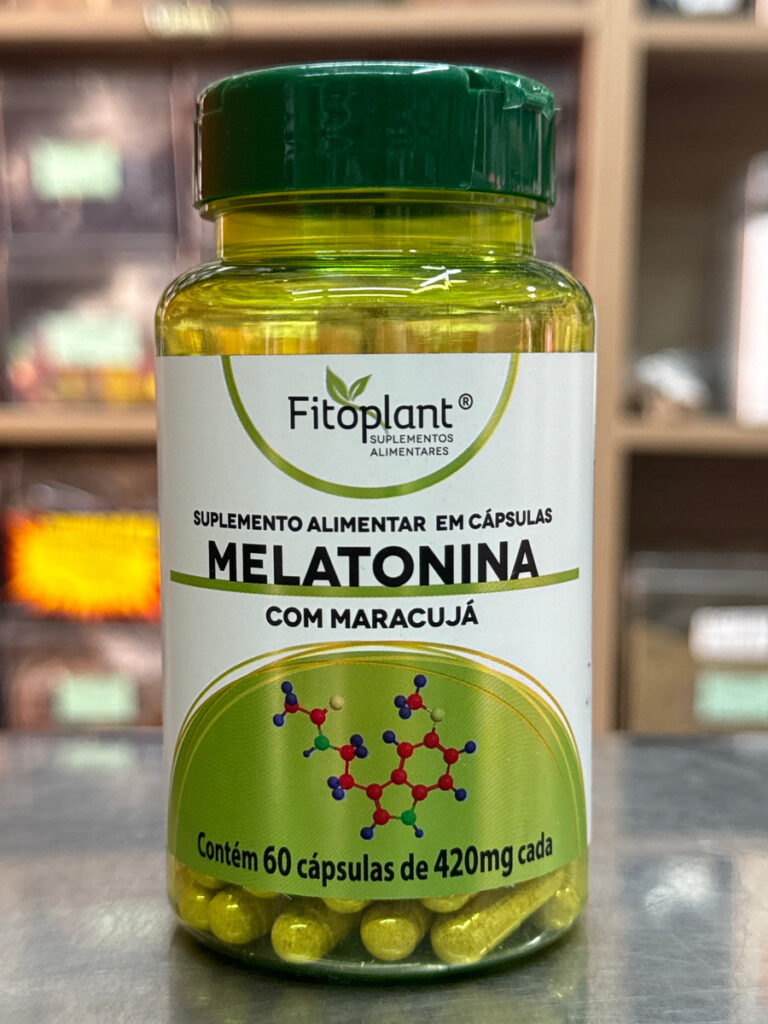 Fitoplant®
SUPLEMENTOS
ALIMENTARES
SUPLEMENTO ALIMENTAR EM CÁPSULAS
MELATONINA
COM MARACUJÁ
Contém 60 cápsulas de 420mg cada